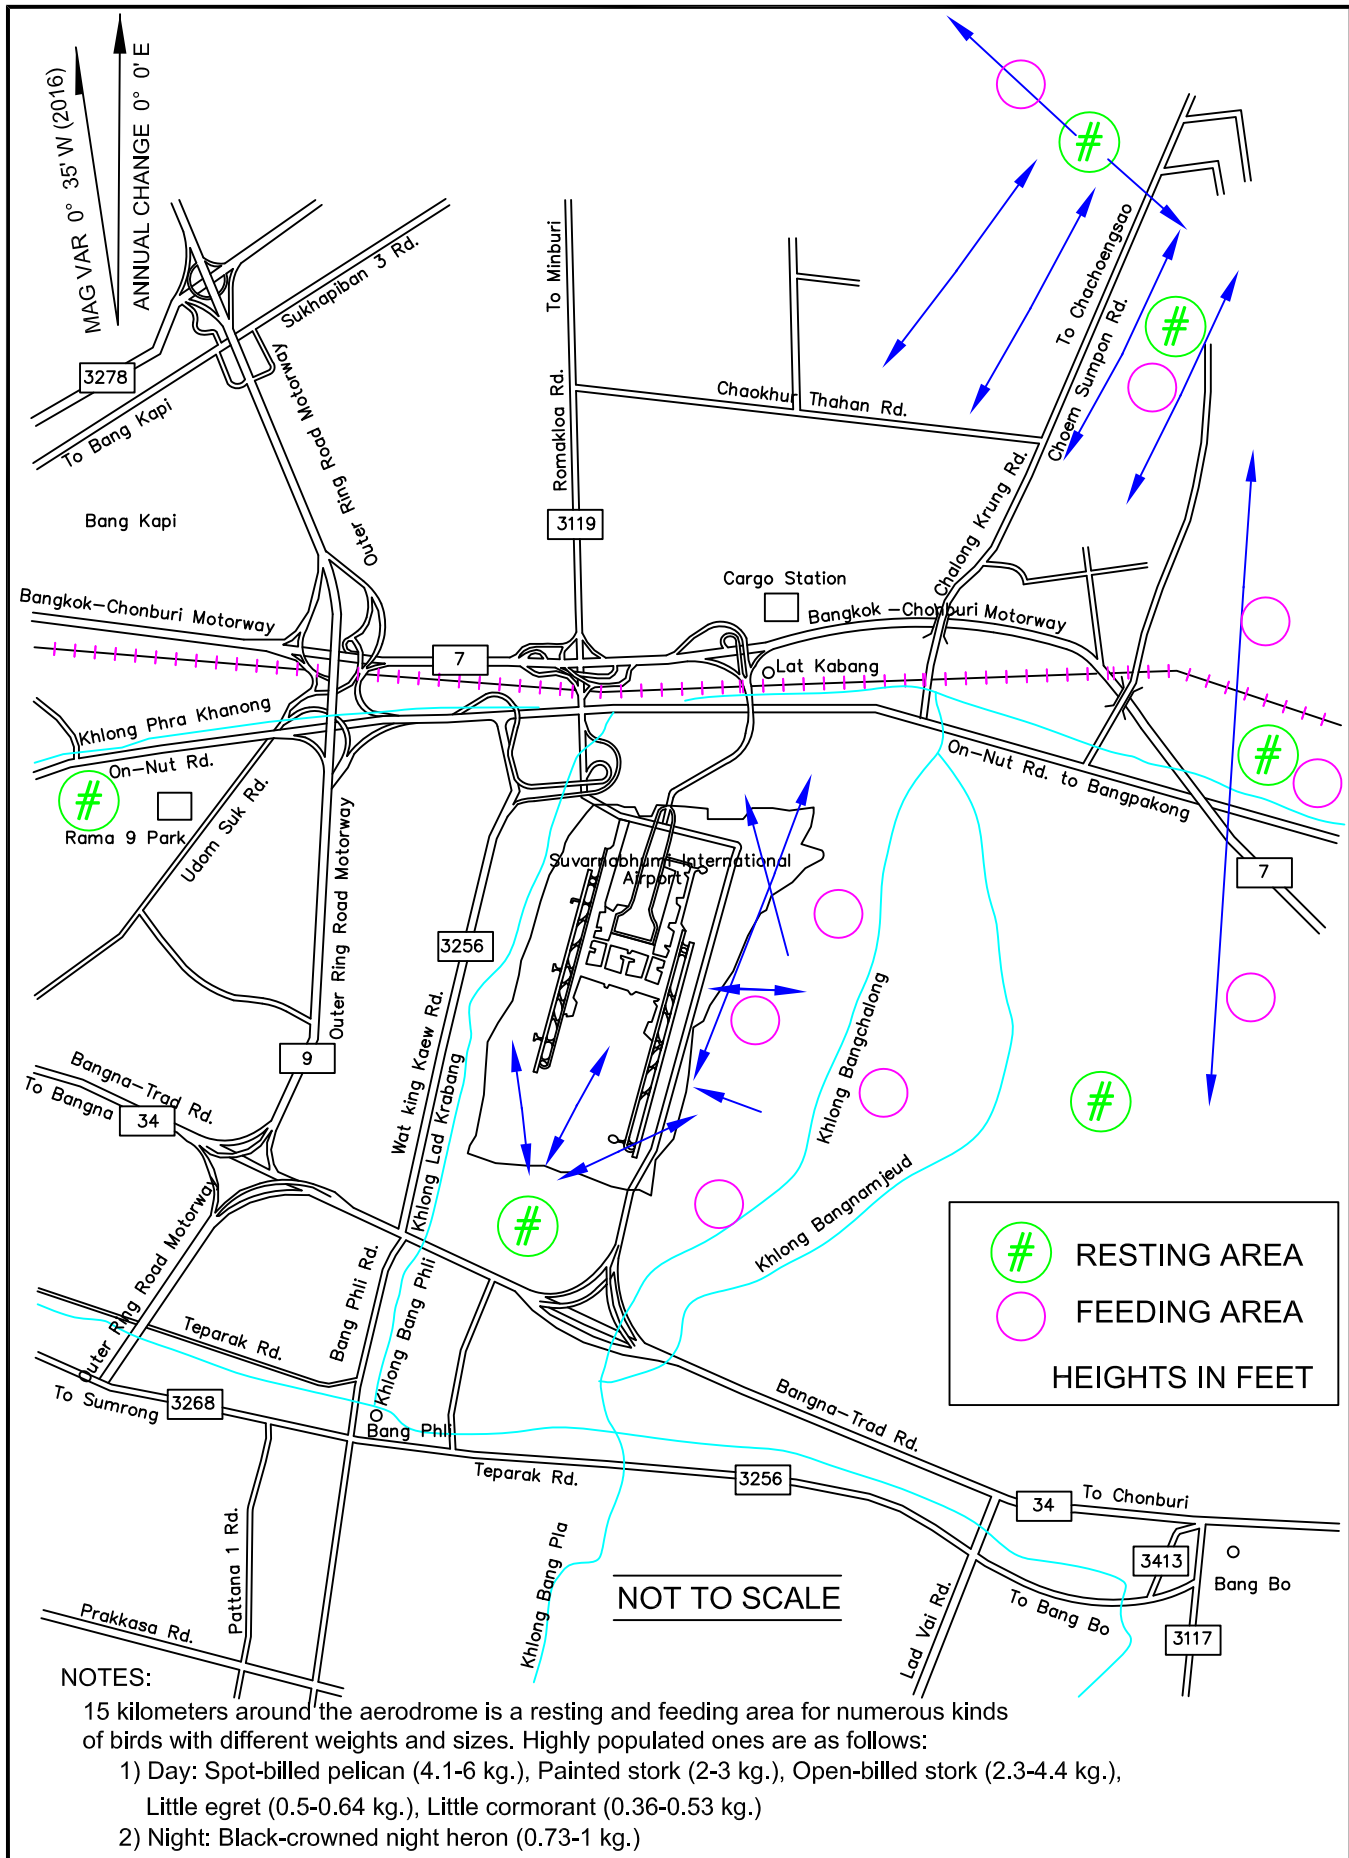 MAG VAR 0° 35' W (2016)
ANNUAL CHANGE 0° 0' E
Sukhapiban 3 Rd.
To Minburi
To Chachoengsao
Choem Sumpon Rd.
3278
To Bang Kapi
Outer Ring Road Motorway
Romakloa Rd.
Chaokhur Thahan Rd.
Bang Kapi
3119
Chalong Krung Rd.
Cargo Station
Bangkok-Chonburi Motorway
Bangkok-Chonburi Motorway
7
Lat Kabang
Khlong Phra Khanong
On-Nut Rd.
On-Nut Rd. to Bangpakong
Rama 9 Park
Udom Suk Rd.
Outer Ring Road Motorway
Suvarnabhumi International
Airport
7
3256
Wat king Kaew Rd.
Khlong Lad Krabang
Khlong Bangchalong
9
Bangna-Trad Rd.
To Bangna
34
Khlong Bangnamjeud
Outer Ring Road Motorway
Bang Phli Rd.
Khlong Bang Phli
RESTING AREA
FEEDING AREA
HEIGHTS IN FEET
Teparak Rd.
To Sumrong
3268
Bang Phli
Khlong Bang Phli
Teparak Rd.
3256
Bangna-Trad Rd.
34
To Chonburi
3413
Bang Bo
Pattana 1 Rd.
Khlong Bang Pla
NOT TO SCALE
Lad Vai Rd.
To Bang Bo
3117
Prakkasa Rd.
NOTES:
15 kilometers around the aerodrome is a resting and feeding area for numerous kinds
of birds with different weights and sizes. Highly populated ones are as follows:
1) Day: Spot-billed pelican (4.1-6 kg.), Painted stork (2-3 kg.), Open-billed stork (2.3-4.4 kg.),
Little egret (0.5-0.64 kg.), Little cormorant (0.36-0.53 kg.)
2) Night: Black-crowned night heron (0.73-1 kg.)